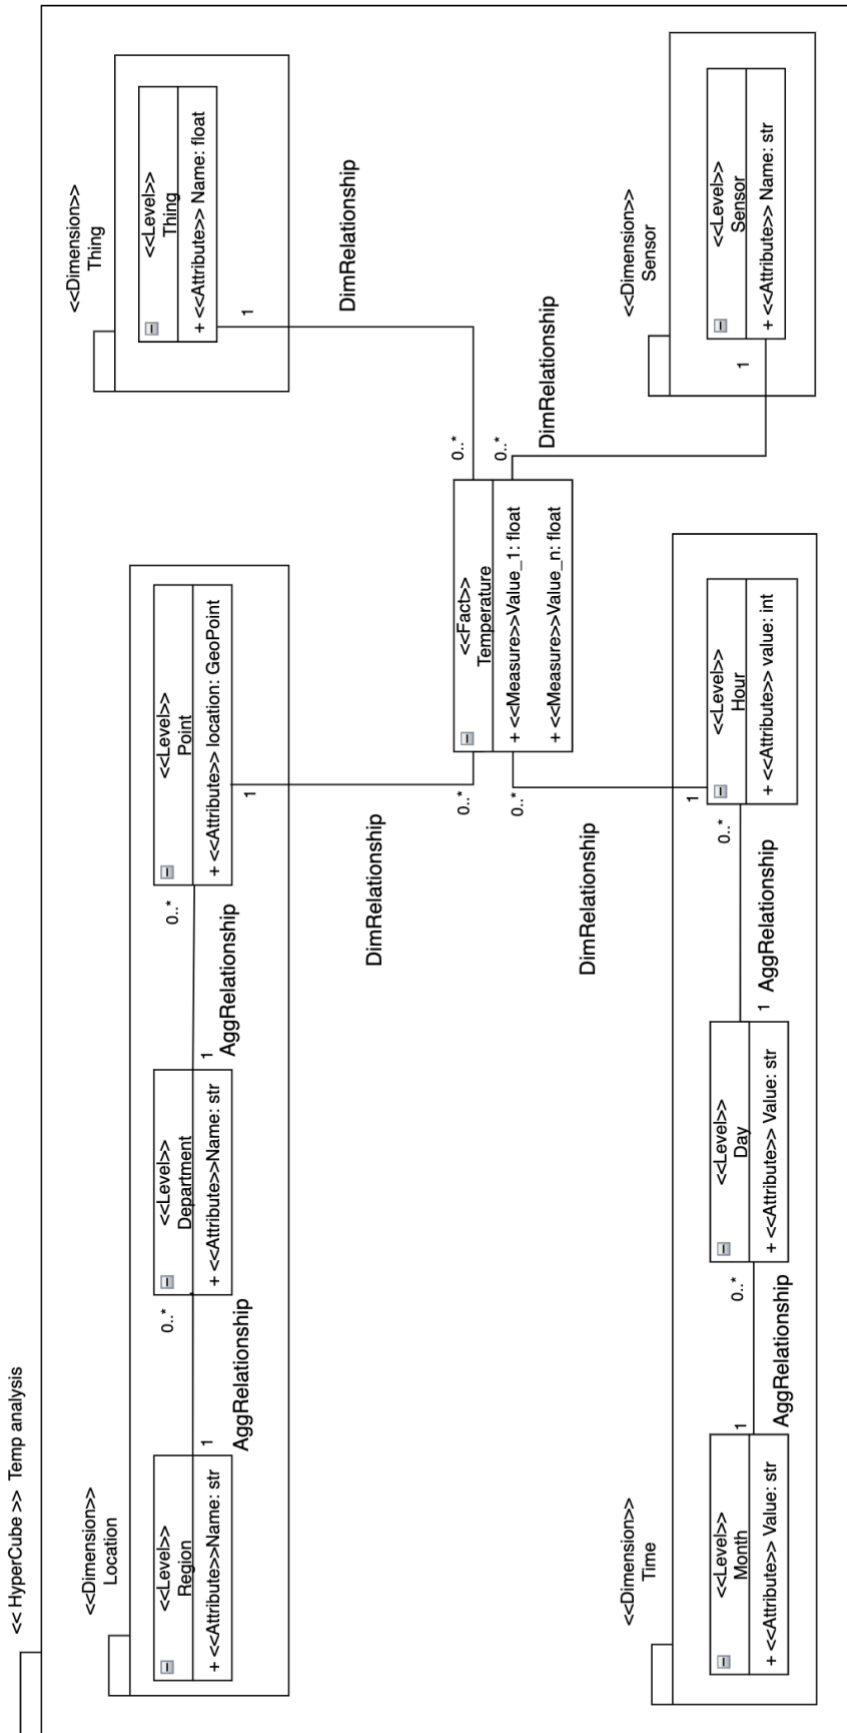 << HyperCube >> Temp analysis
<<Dimension>>
Location
<<Level>>
Region
+ <<Attribute>>Name: str
1
AggRelationship
0..*
<<Level>>
Department
+ <<Attribute>>Name: str
1
AggRelationship
0..*
<<Level>>
Point
+ <<Attribute>> location: GeoPoint
1
DimRelationship
0..*
<<Dimension>>
Thing
<<Level>>
Thing
+ <<Attribute>> Name: float
1
DimRelationship
0..*
<<Fact>>
Temperature
+ <<Measure>>Value_1: float
+ <<Measure>>Value_n: float
0..*
DimRelationship
0..*
DimRelationship
<<Dimension>>
Time
<<Level>>
Month
+ <<Attribute>> Value: str
1
AggRelationship
0..*
<<Level>>
Day
+ <<Attribute>> Value: str
1
AggRelationship
0..*
1
<<Level>>
Hour
+ <<Attribute>> value: int
<<Dimension>>
Sensor
1
<<Level>>
Sensor
+ <<Attribute>> Name: str